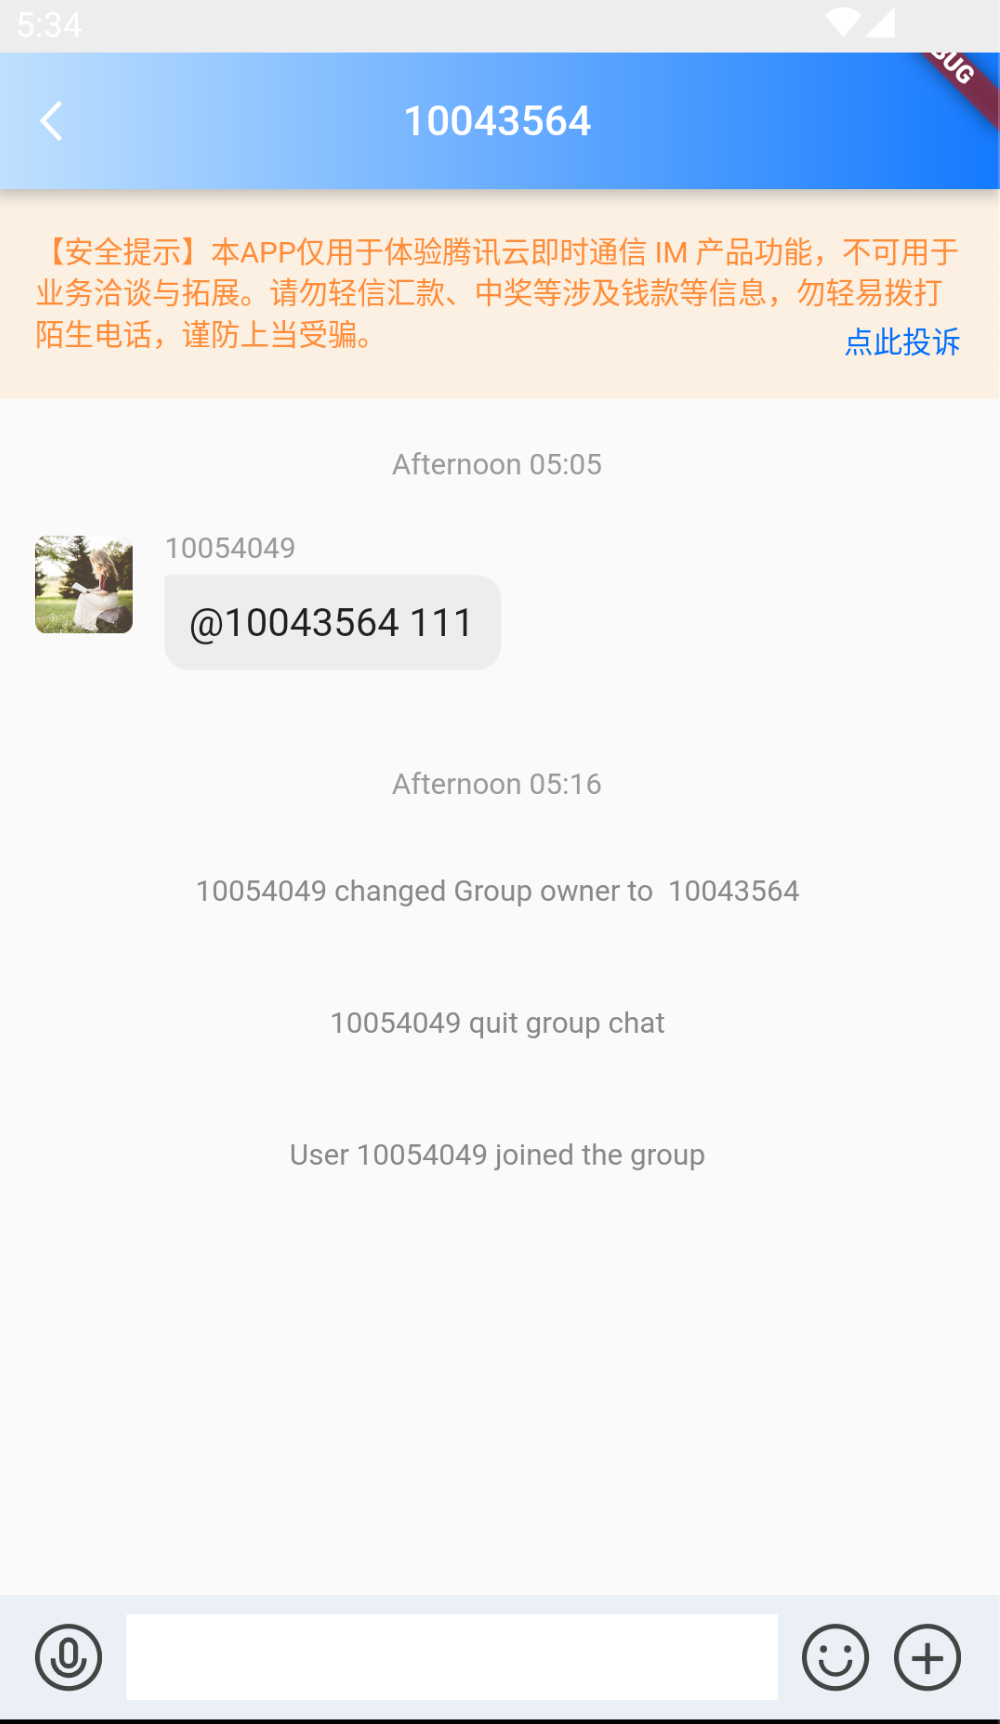 5:34
10043564
【安全提示】本APP仅用于体验腾讯云即时通信 IM 产品功能，不可用于
业务洽谈与拓展。请勿轻信汇款、中奖等涉及钱款等信息，勿轻易拨打
陌生电话，谨防上当受骗。
点此投诉
Afternoon 05:05
10054049
@10043564 111
Afternoon 05:16
10054049 changed Group owner to  10043564
10054049 quit group chat
User 10054049 joined the group